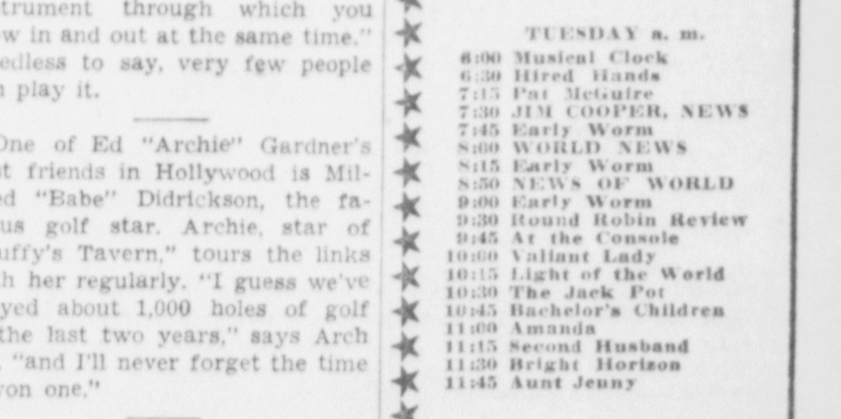 trument through which you
w in and out at the same time."
edless to say, very few people
play it.
One of Ed "Archie" Gardner's
t friends in Hollywood is Mil-
ed "Babe" Didrickson, the fa-
us golf star. Archie, star of
uffy's Tavern," tours the links
h her regularly. "I guess we've
yed about 1,000 holes of golf
the last two years," says Arch
"and I'll never forget the time
won one."
TUESDAY a. m.
6:00 Musical Clock
6:30 Hired Hands
7:15 Pat McGuire
7:30 JIM COOPER, NEWS
7:45 Early Worm
8:00 WORLD NEWS
8:15 Early Worm
8:50 NEWS OF WORLD
9:00 Early Worm
9:30 Round Robin Review
9:45 At the Console
10:00 Valiant Lady
10:15 Light of the World
10:30 The Jack Pot
10:45 Bachelor's Children
11:00 Amanda
11:15 Second Husband
11:30 Bright Horizon
11:45 Aunt Jenny